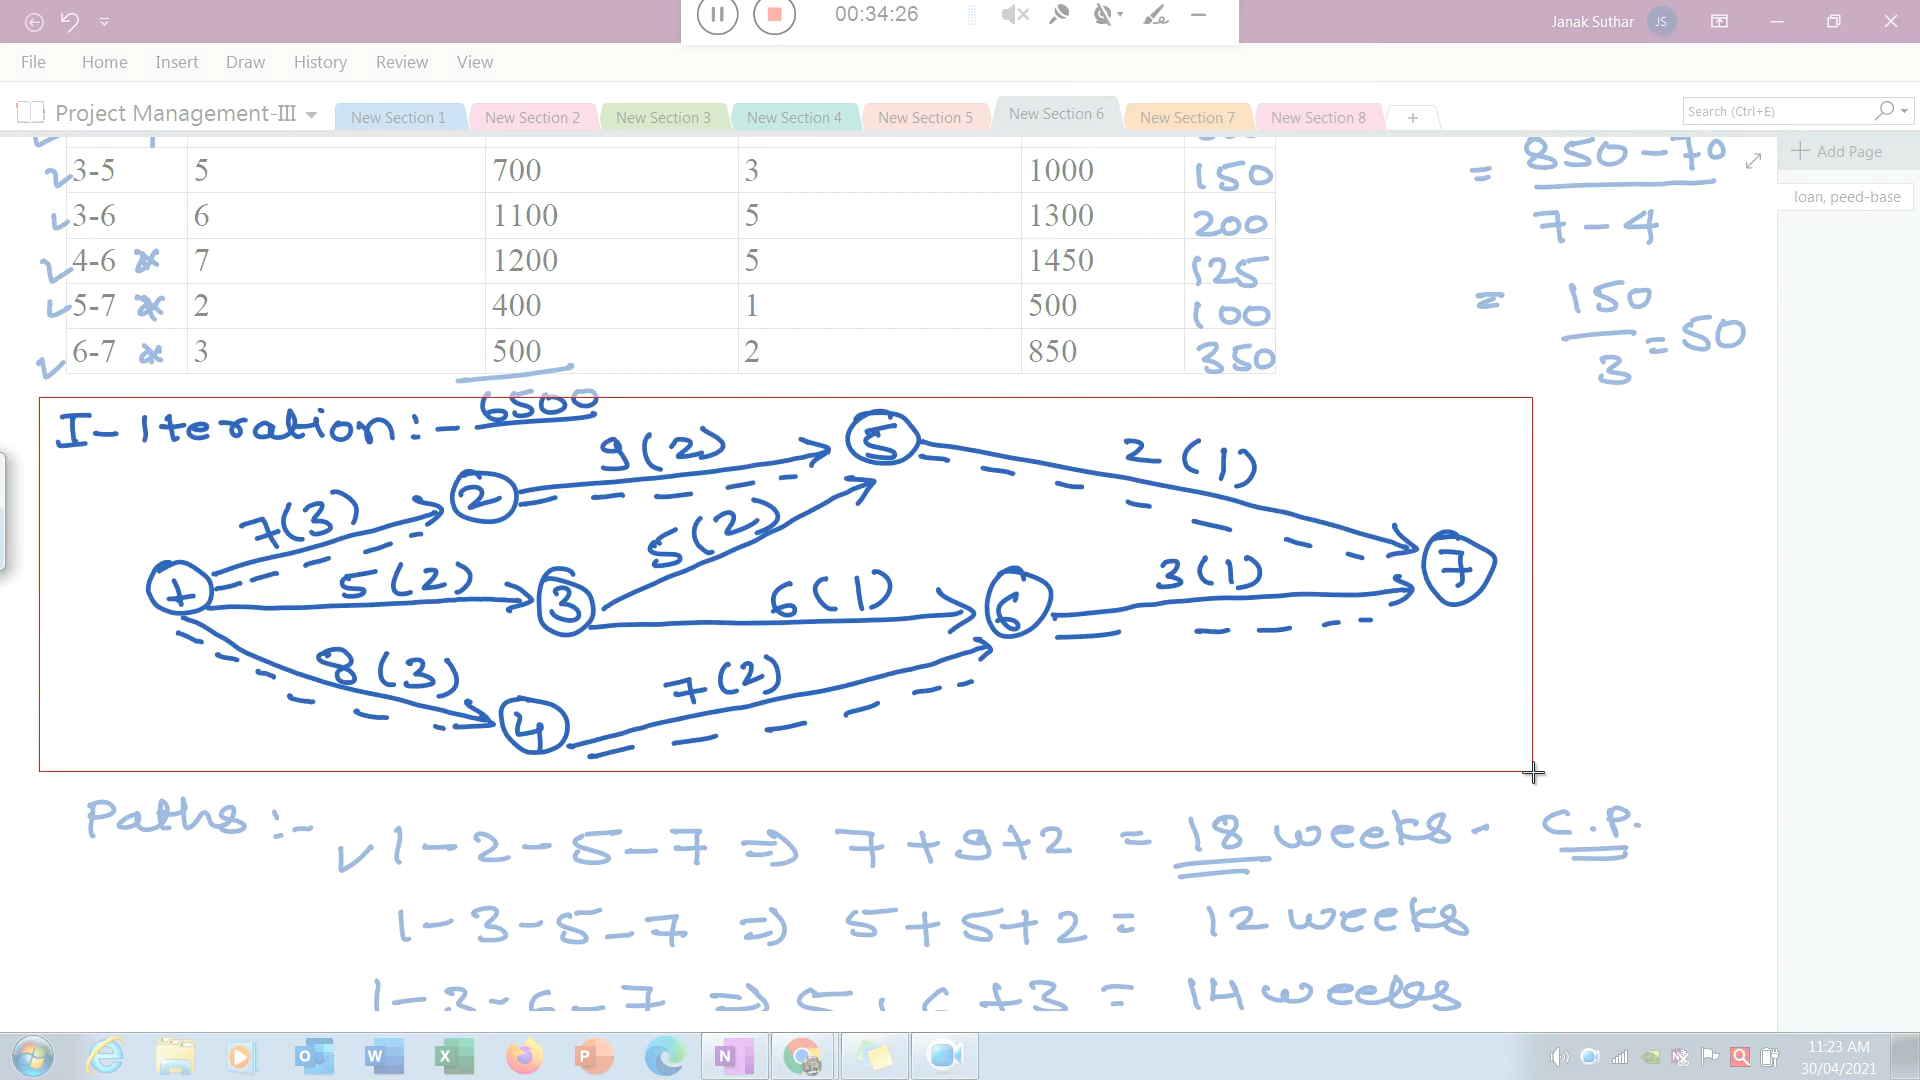 00:34:26
Janak Suthar JS
File Home Insert Draw History Review View
Project Management-III New Section 1 New Section 2 New Section 3 New Section 4 New Section 5 New Section 6 New Section 7 New Section 8 +
Search (Ctrl+E)
Add Page
loan, peed-base
3-5 5 700 3 1000 150
3-6 6 1100 5 1300 200
4-6 7 1200 5 1450 125
5-7 2 400 1 500 100
6-7 3 500 2 850 350
6500
= 850-70
7-4
= 150
3 = 50
I- Iteration:-
9(2) 5 2(1)
7(3) 2 5(2)
1 5(2) 3 6(1) 6 3(1) 7
8(3) 4 7(2)
Paths :-
1-2-5-7 => 7+9+2 = 18 weeks - C.P.
1-3-5-7 => 5+5+2 = 12 weeks
1-3-6-7 => = 14 weeks
11:23 AM
30/04/2021